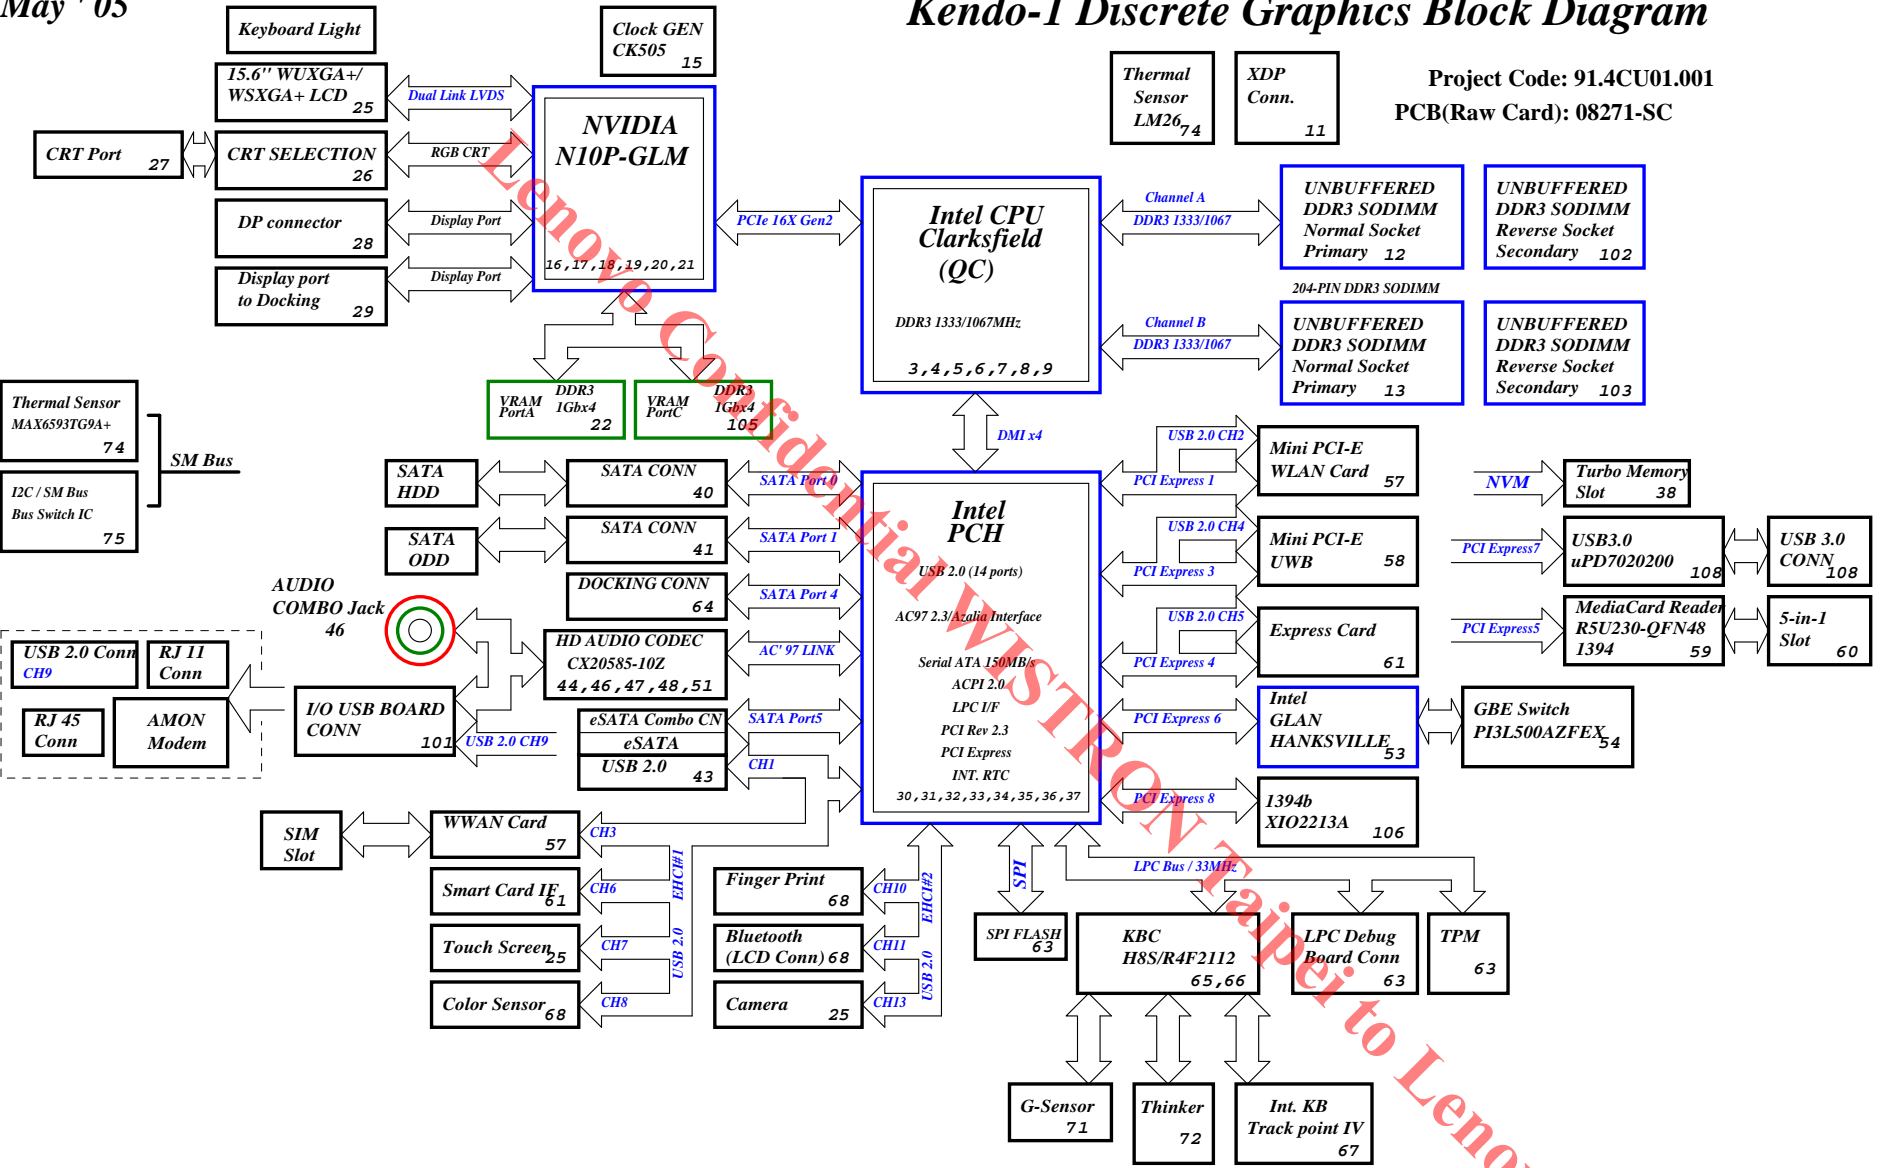 May ' 05
Kendo-1 Discrete Graphics Block Diagram
Project Code: 91.4CU01.001
PCB(Raw Card): 08271-SC
Keyboard Light
Clock GEN
CK505
15
Thermal
Sensor
LM26
74
XDP
Conn.
11
15.6" WUXGA+/
WSXGA+ LCD
25
Dual Link LVDS
CRT Port
27
CRT SELECTION
26
RGB CRT
DP connector
28
Display Port
Display port
to Docking
29
Display Port
NVIDIA
N10P-GLM
16,17,18,19,20,21
PCIe 16X Gen2
Intel CPU
Clarksfield
(QC)
DDR3 1333/1067MHz
3,4,5,6,7,8,9
Channel A
DDR3 1333/1067
UNBUFFERED
DDR3 SODIMM
Normal Socket
Primary 12
UNBUFFERED
DDR3 SODIMM
Reverse Socket
Secondary 102
204-PIN DDR3 SODIMM
Channel B
DDR3 1333/1067
UNBUFFERED
DDR3 SODIMM
Normal Socket
Primary 13
UNBUFFERED
DDR3 SODIMM
Reverse Socket
Secondary 103
VRAM
PortA
DDR3
1Gbx4
22
VRAM
PortC
DDR3
1Gbx4
105
DMI x4
Thermal Sensor
MAX6593TG9A+
74
I2C / SM Bus
Bus Switch IC
75
SM Bus
SATA
HDD
SATA CONN
40
SATA Port 0
SATA
ODD
SATA CONN
41
SATA Port 1
DOCKING CONN
64
SATA Port 4
AUDIO
COMBO Jack
46
HD AUDIO CODEC
CX20585-10Z
44,46,47,48,51
AC' 97 LINK
Intel
PCH
USB 2.0 (14 ports)
AC97 2.3/Azalia Interface
Serial ATA 150MB/s
ACPI 2.0
LPC I/F
PCI Rev 2.3
PCI Express
INT. RTC
30,31,32,33,34,35,36,37
USB 2.0 CH2
PCI Express 1
Mini PCI-E
WLAN Card
57
USB 2.0 CH4
PCI Express 3
Mini PCI-E
UWB
58
USB 2.0 CH5
PCI Express 4
Express Card
61
PCI Express 6
Intel
GLAN
HANKSVILLE
53
GBE Switch
PI3L500AZFEX
54
PCI Express 8
1394b
XIO2213A
106
NVM
Turbo Memory
Slot 38
PCI Express7
USB3.0
uPD7020200
108
USB 3.0
CONN
108
PCI Express5
MediaCard Reader
R5U230-QFN48
1394
59
5-in-1
Slot
60
USB 2.0 Conn
CH9
RJ 11
Conn
RJ 45
Conn
AMON
Modem
I/O USB BOARD
CONN
101
USB 2.0 CH9
eSATA Combo CN
eSATA
USB 2.0
43
SATA Port5
CH1
SIM
Slot
WWAN Card
57
CH3
Smart Card IF
61
CH6
Touch Screen
25
CH7
Color Sensor
68
CH8
EHCI#1
USB 2.0
Finger Print
68
CH10
Bluetooth
(LCD Conn) 68
CH11
Camera
25
CH13
EHCI#2
USB 2.0
SPI
SPI FLASH
63
LPC Bus / 33MHz
KBC
H8S/R4F2112
65,66
LPC Debug
Board Conn
63
TPM
63
G-Sensor
71
Thinker
72
Int. KB
Track point IV
67
Lenovo Confidential WISTRON Taipei to Lenovo